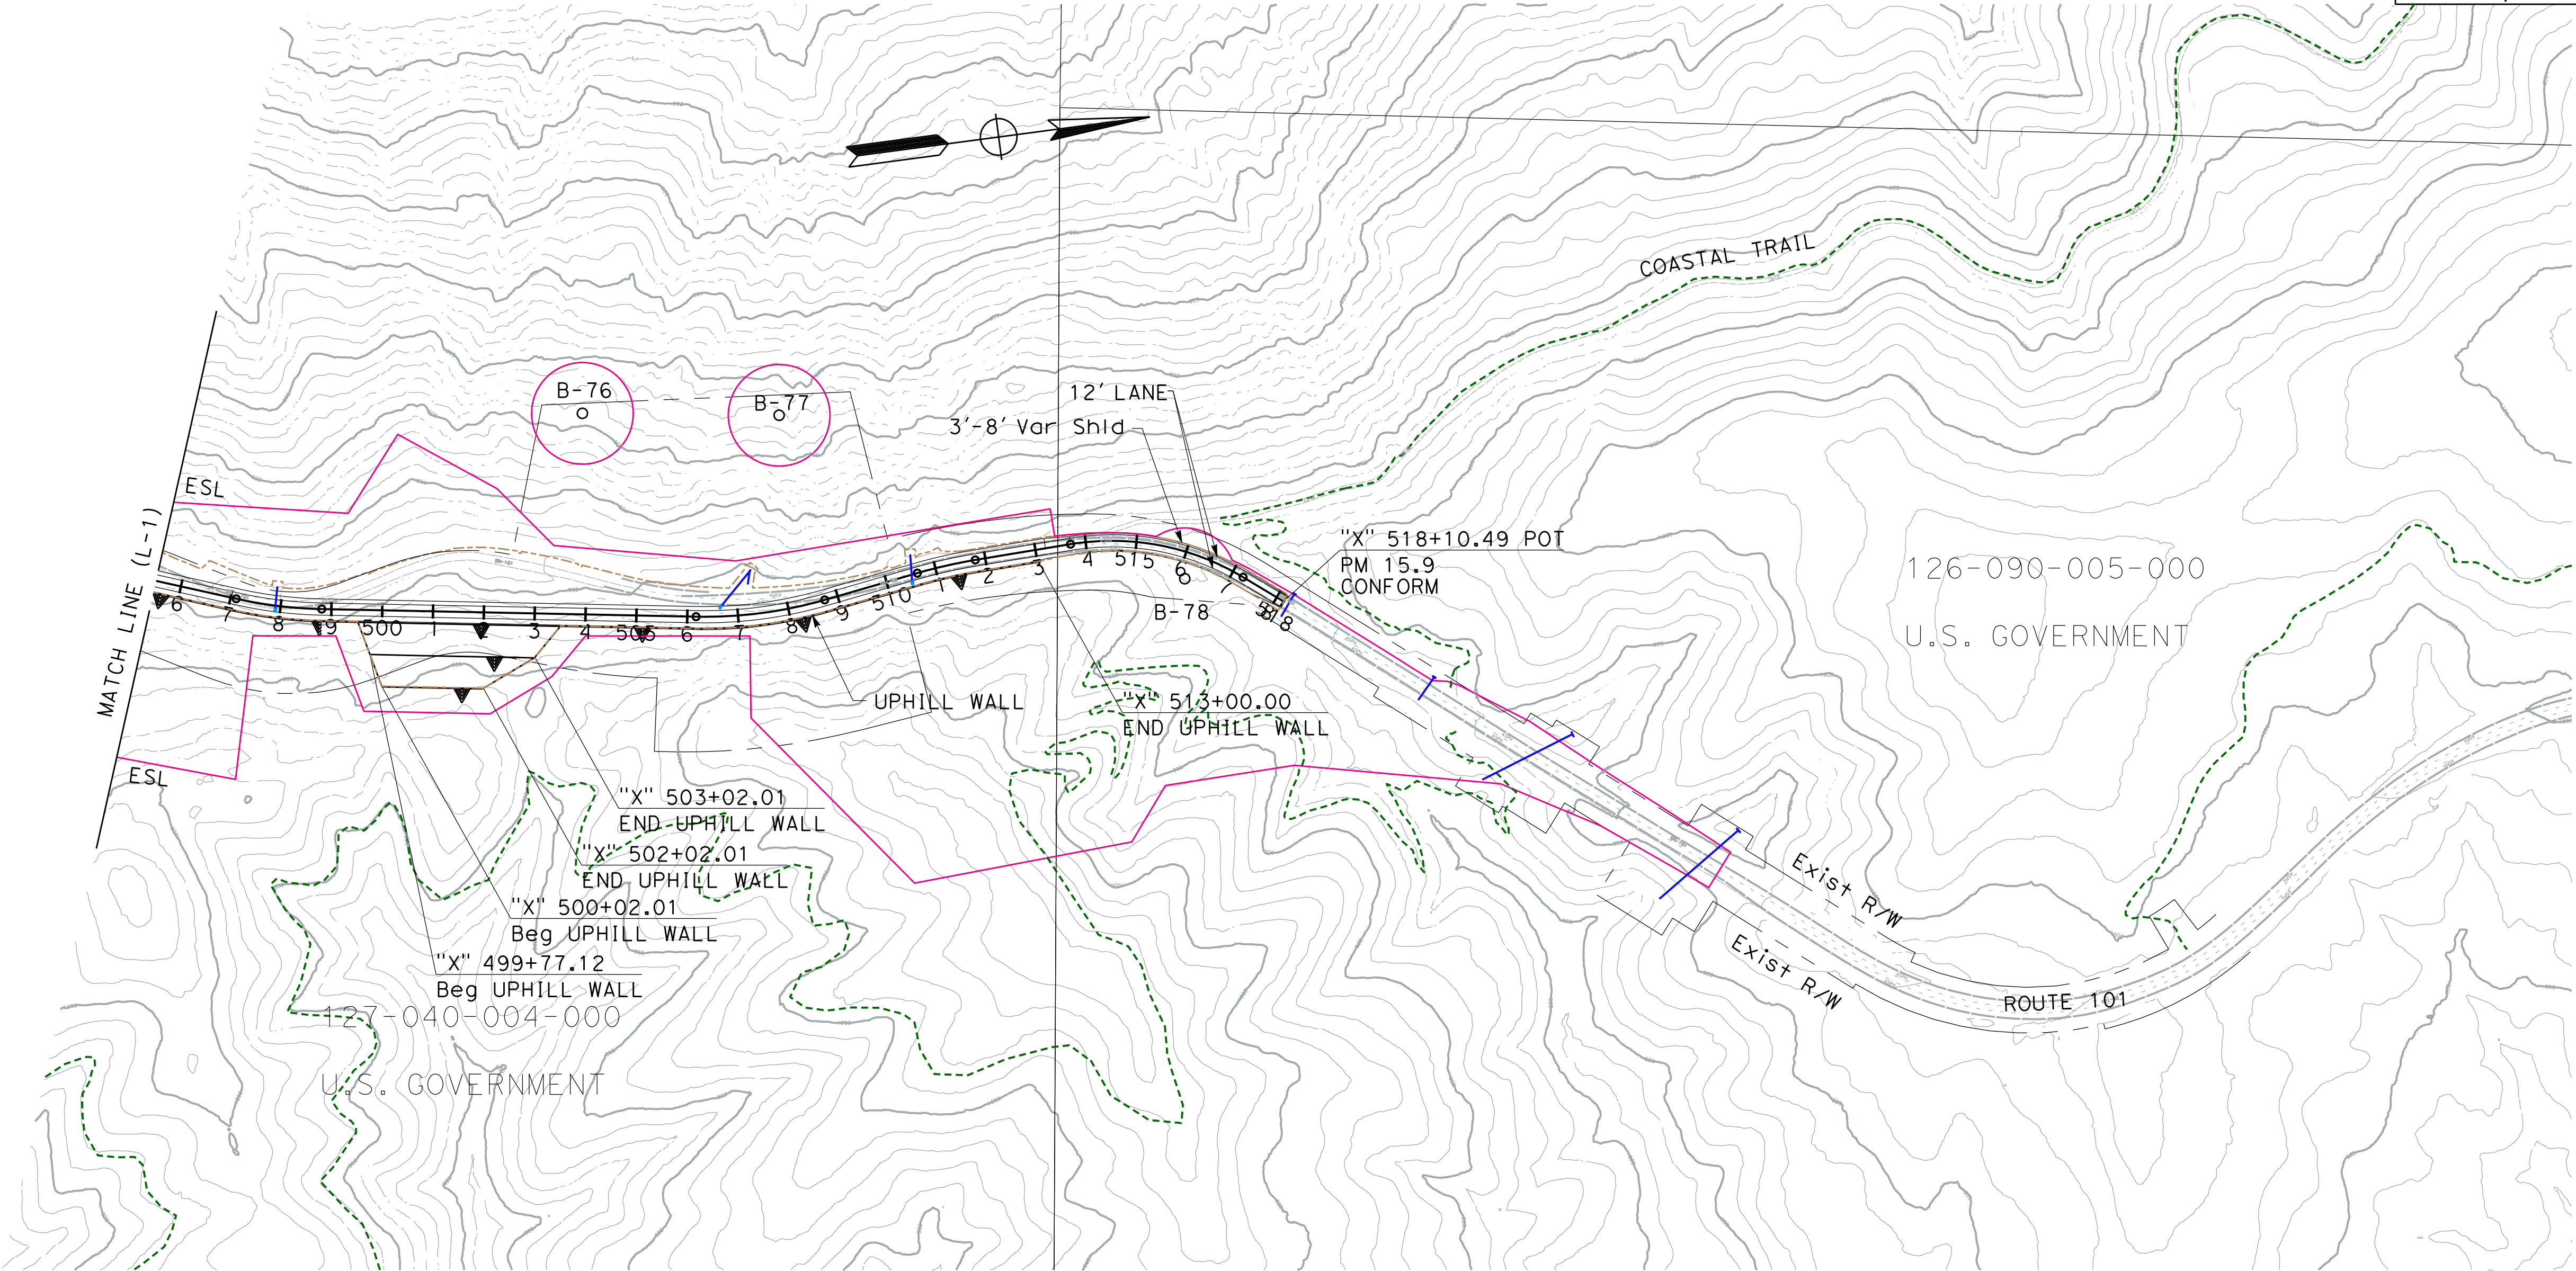 COASTAL TRAIL
B-76
B-77
12' LANE
3'-8' Var Shld
ESL
MATCH LINE (L-1)
"X" 518+10.49 POT
PM 15.9
CONFORM
126-090-005-000
U.S. GOVERNMENT
6 7 8 9 500 1 2 3 4 505 6 7 8 9 510 1 2 3 4 515 6 7 518
B-78
UPHILL WALL
"X" 513+00.00
END UPHILL WALL
ESL
"X" 503+02.01
END UPHILL WALL
"X" 502+02.01
END UPHILL WALL
"X" 500+02.01
Beg UPHILL WALL
"X" 499+77.12
Beg UPHILL WALL
127-040-004-000
U.S. GOVERNMENT
Exist R/W
Exist R/W
ROUTE 101